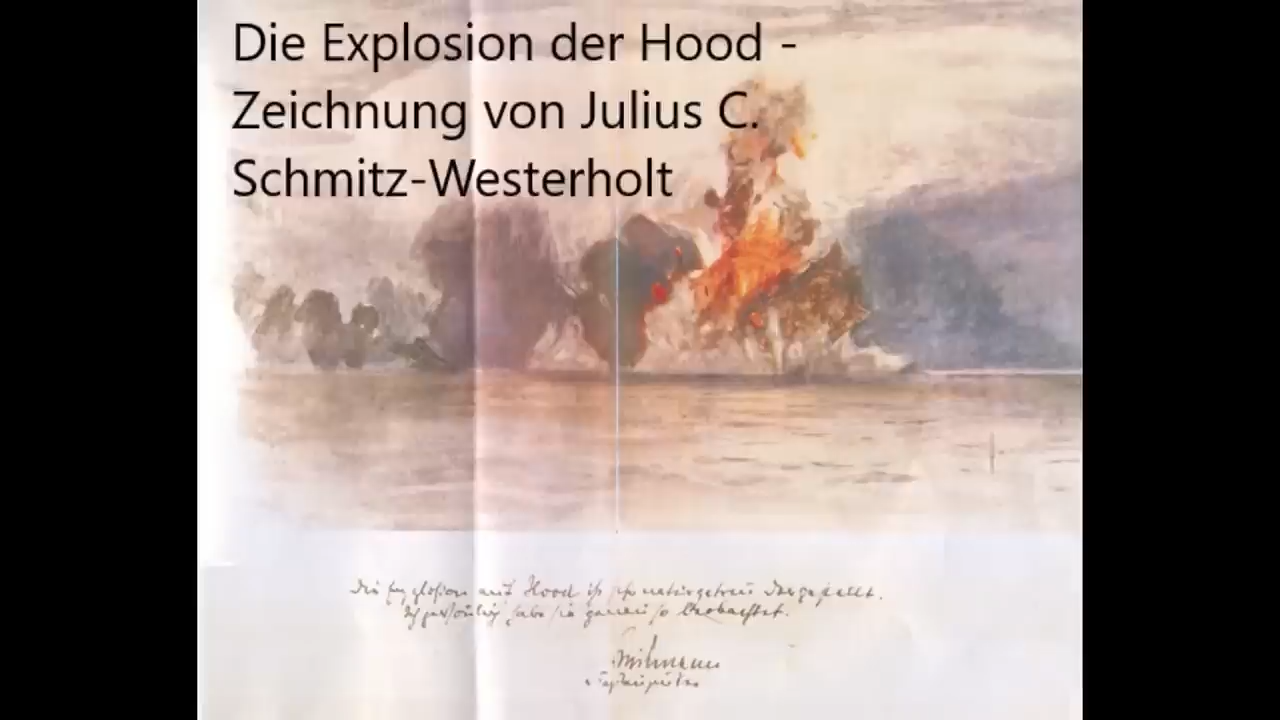 Die Explosion der Hood -
Zeichnung von Julius C.
Schmitz-Westerholt
Die Explosion auf Hood ist sehr naturgetreu dargestellt.
Ich persönlich habe sie genau so beobachtet.